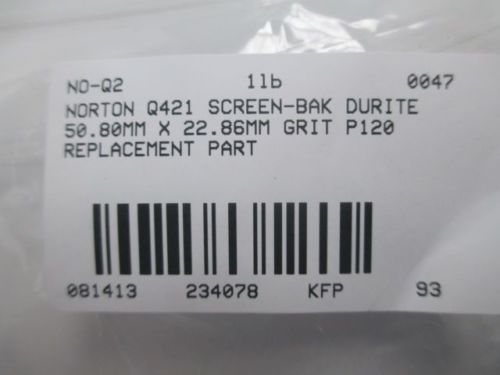 NO-Q2 1lb 0047
NORTON Q421 SCREEN-BAK DURITE
50.80MM X 22.86MM GRIT P120
REPLACEMENT PART
081413 234078 KFP 93